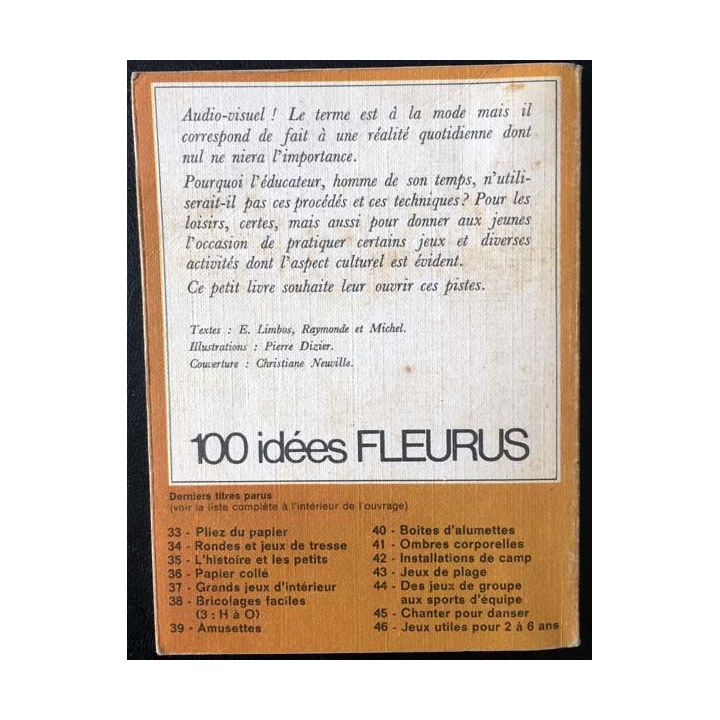 Audio-visuel ! Le terme est à la mode mais il
correspond de fait à une réalité quotidienne dont
nul ne niera l'importance.
Pourquoi l'éducateur, homme de son temps, n'utili-
serait-il pas ces procédés et ces techniques ? Pour les
loisirs, certes, mais aussi pour donner aux jeunes
l'occasion de pratiquer certains jeux et diverses
activités dont l'aspect culturel est évident.
Ce petit livre souhaite leur ouvrir ces pistes.
Textes : E. Limbos, Raymonde et Michel.
Illustrations : Pierre Dizier.
Couverture : Christiane Neuville.
100 idées FLEURUS
Derniers titres parus
(voir la liste complète à l'intérieur de l'ouvrage)
33 - Pliez du papier
34 - Rondes et jeux de tresse
35 - L'histoire et les petits
36 - Papier collé
37 - Grands jeux d'intérieur
38 - Bricolages faciles
(3 : H à O)
39 - Amusettes
40 - Boites d'alumettes
41 - Ombres corporelles
42 - Installations de camp
43 - Jeux de plage
44 - Des jeux de groupe
aux sports d'équipe
45 - Chanter pour danser
46 - Jeux utiles pour 2 à 6 ans